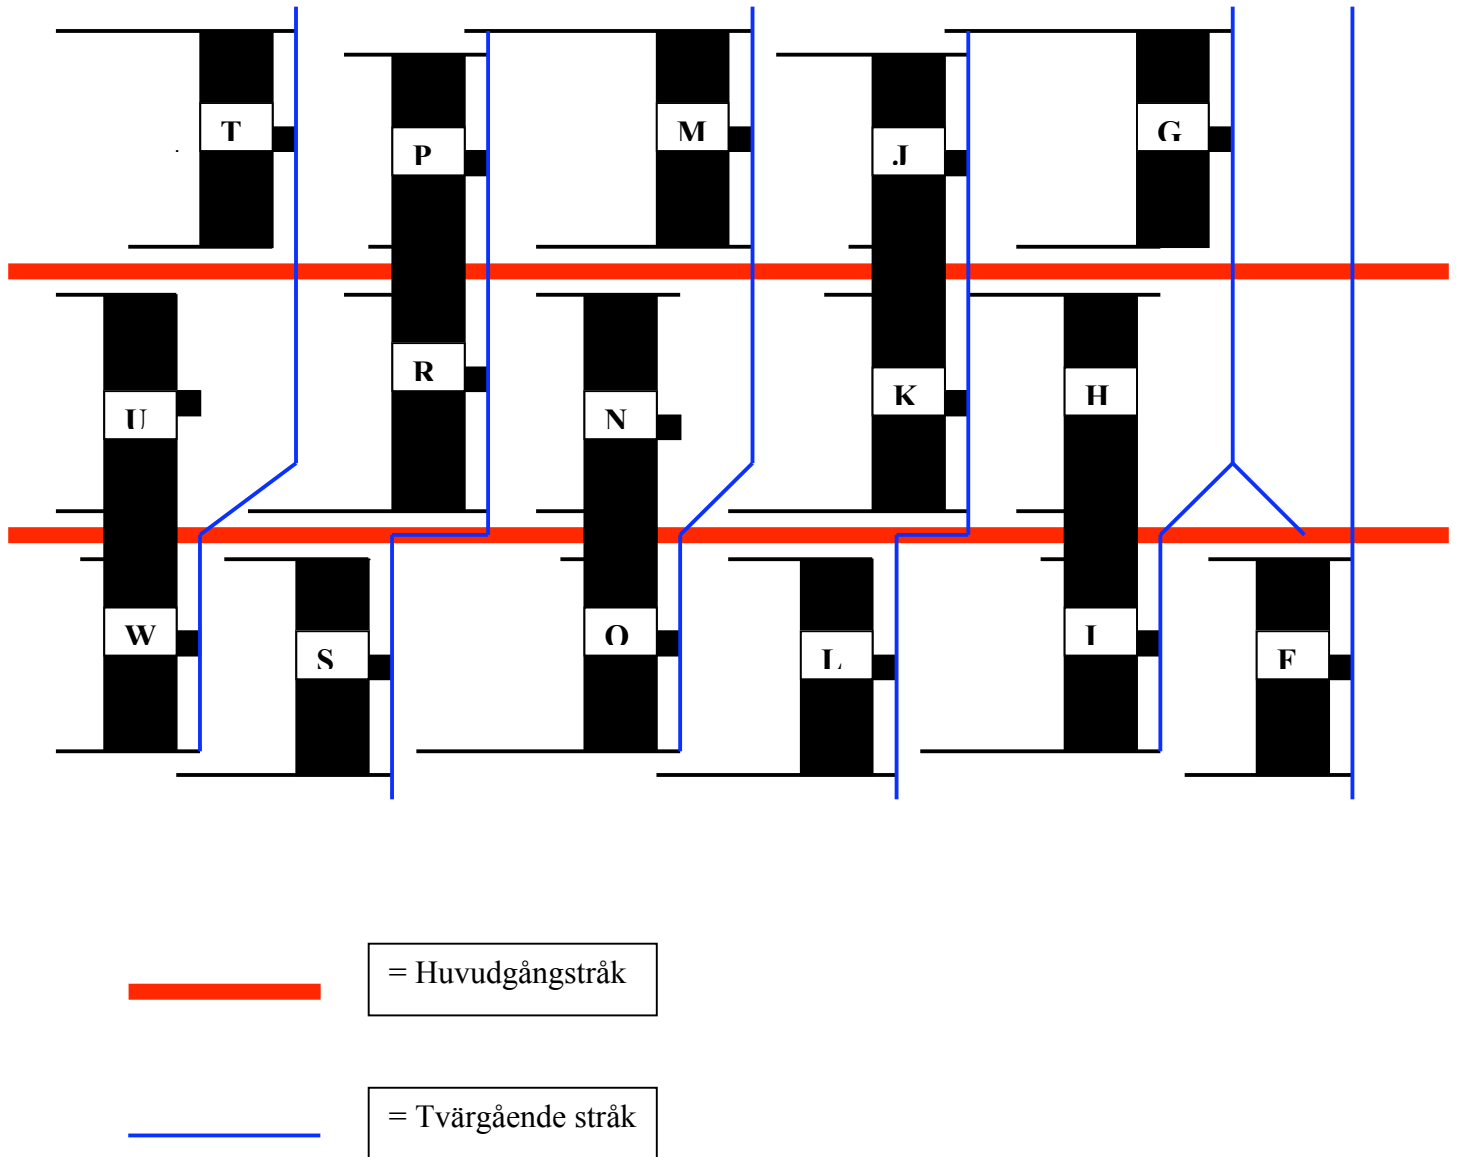 T
M
G
P
J
R
K
H
U
N
W
O
I
S
L
F
= Huvudgångstråk
= Tvärgående stråk